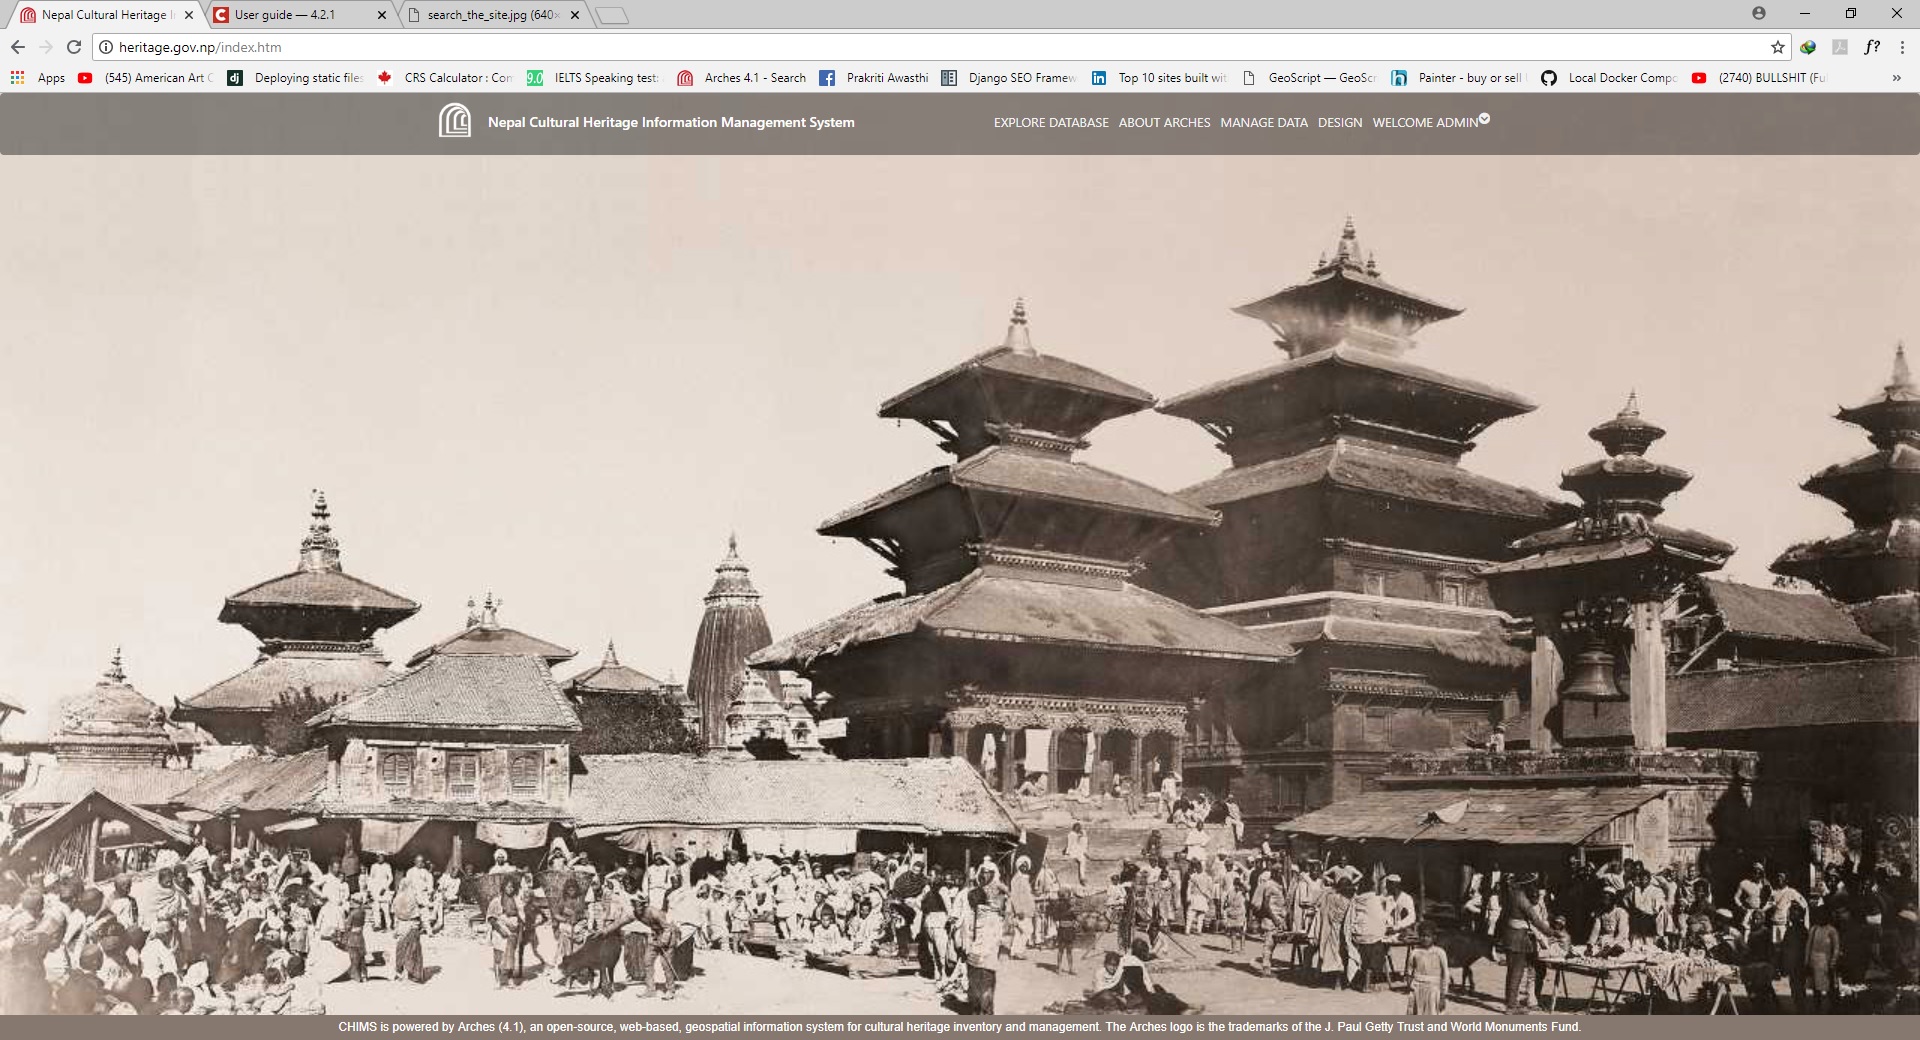 Nepal Cultural Heritage I
User guide — 4.2.1
search_the_site.jpg (640×
heritage.gov.np/index.htm
Apps
(545) American Art C
Deploying static files
CRS Calculator : Com
9.0
IELTS Speaking test:
Arches 4.1 - Search
Prakriti Awasthi
Django SEO Framew
Top 10 sites built wit
GeoScript — GeoScr
Painter - buy or sell
Local Docker Compo
(2740) BULLSHIT (Fu
»
Nepal Cultural Heritage Information Management System
EXPLORE DATABASE ABOUT ARCHES MANAGE DATA DESIGN WELCOME ADMIN
CHIMS is powered by Arches (4.1), an open-source, web-based, geospatial information system for cultural heritage inventory and management. The Arches logo is the trademarks of the J. Paul Getty Trust and World Monuments Fund.